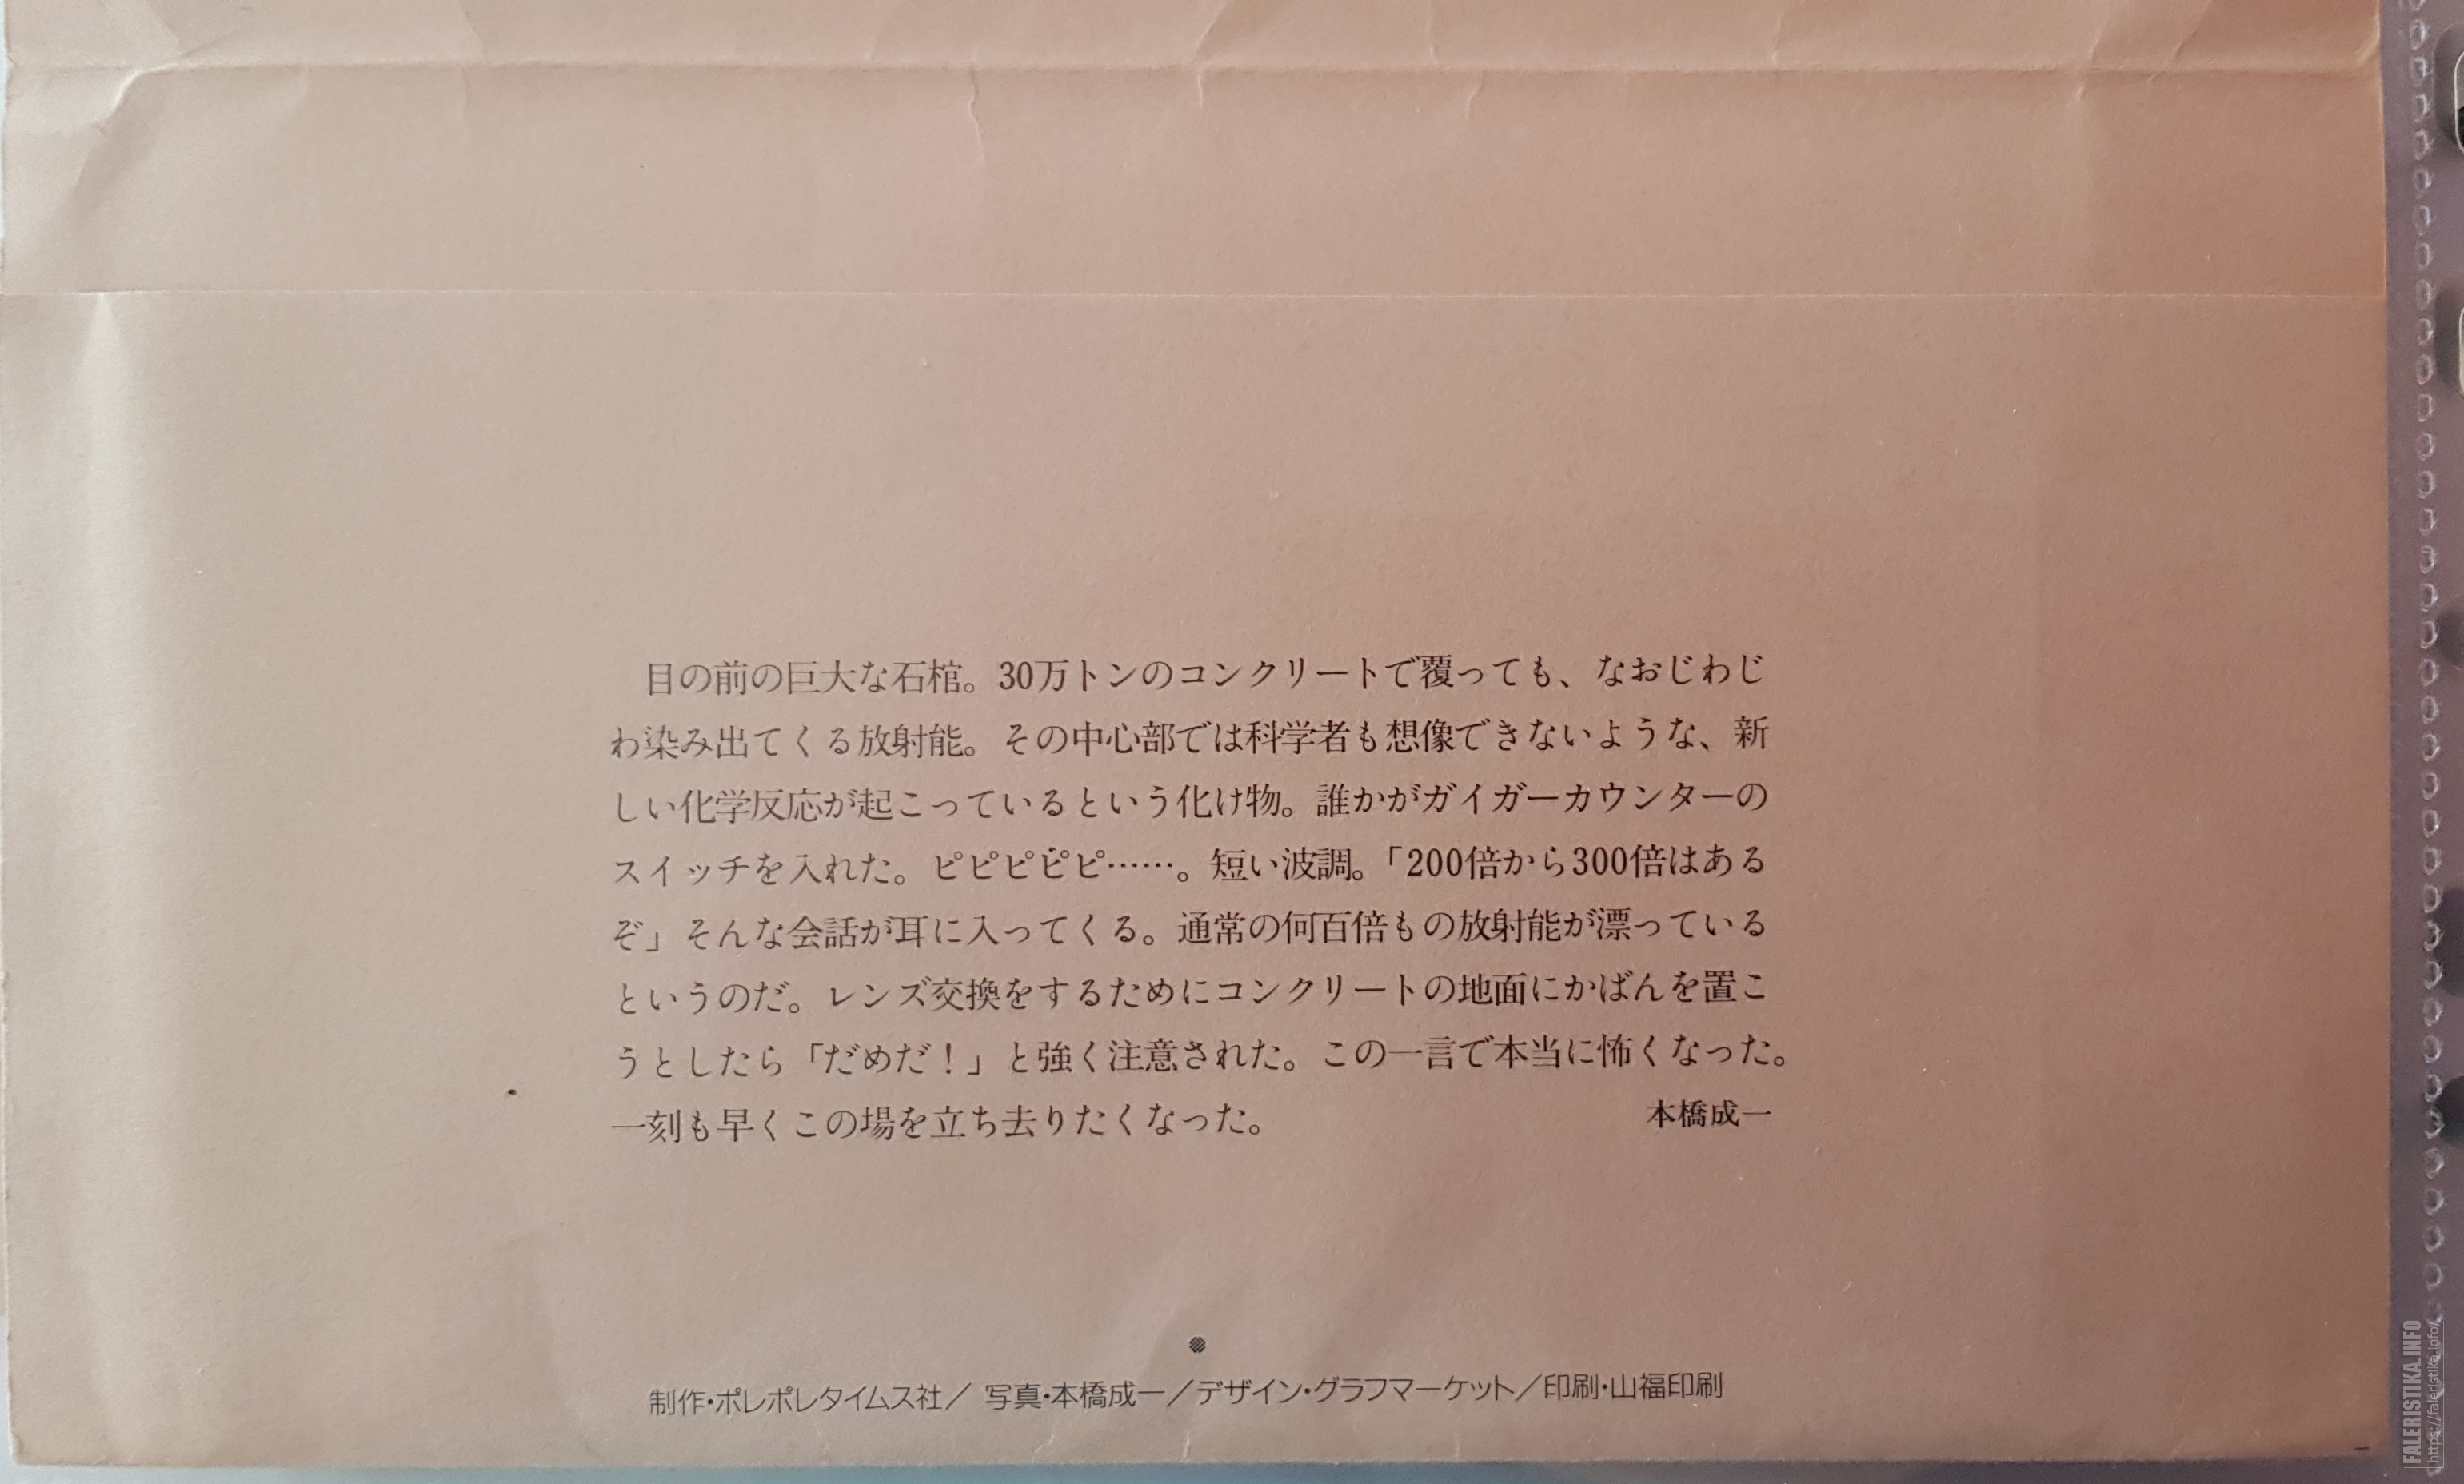 目の前の巨大な石棺。30万トンのコンクリートで覆っても、なおじわじ
わ染み出てくる放射能。その中心部では科学者も想像できないような、新
しい化学反応が起こっているという化け物。誰かがガイガーカウンターの
スイッチを入れた。ピピピピピ……。短い波調。「200倍から300倍はある
ぞ」そんな会話が耳に入ってくる。通常の何百倍もの放射能が漂っている
というのだ。レンズ交換をするためにコンクリートの地面にかばんを置こ
うとしたら「だめだ！」と強く注意された。この一言で本当に怖くなった。
一刻も早くこの場を立ち去りたくなった。 本橋成一
制作・ポレポレタイムス社／ 写真・本橋成一／デザイン・グラフマーケット／印刷・山福印刷
FALERISTIKA.INFO
https://faleristika.info/